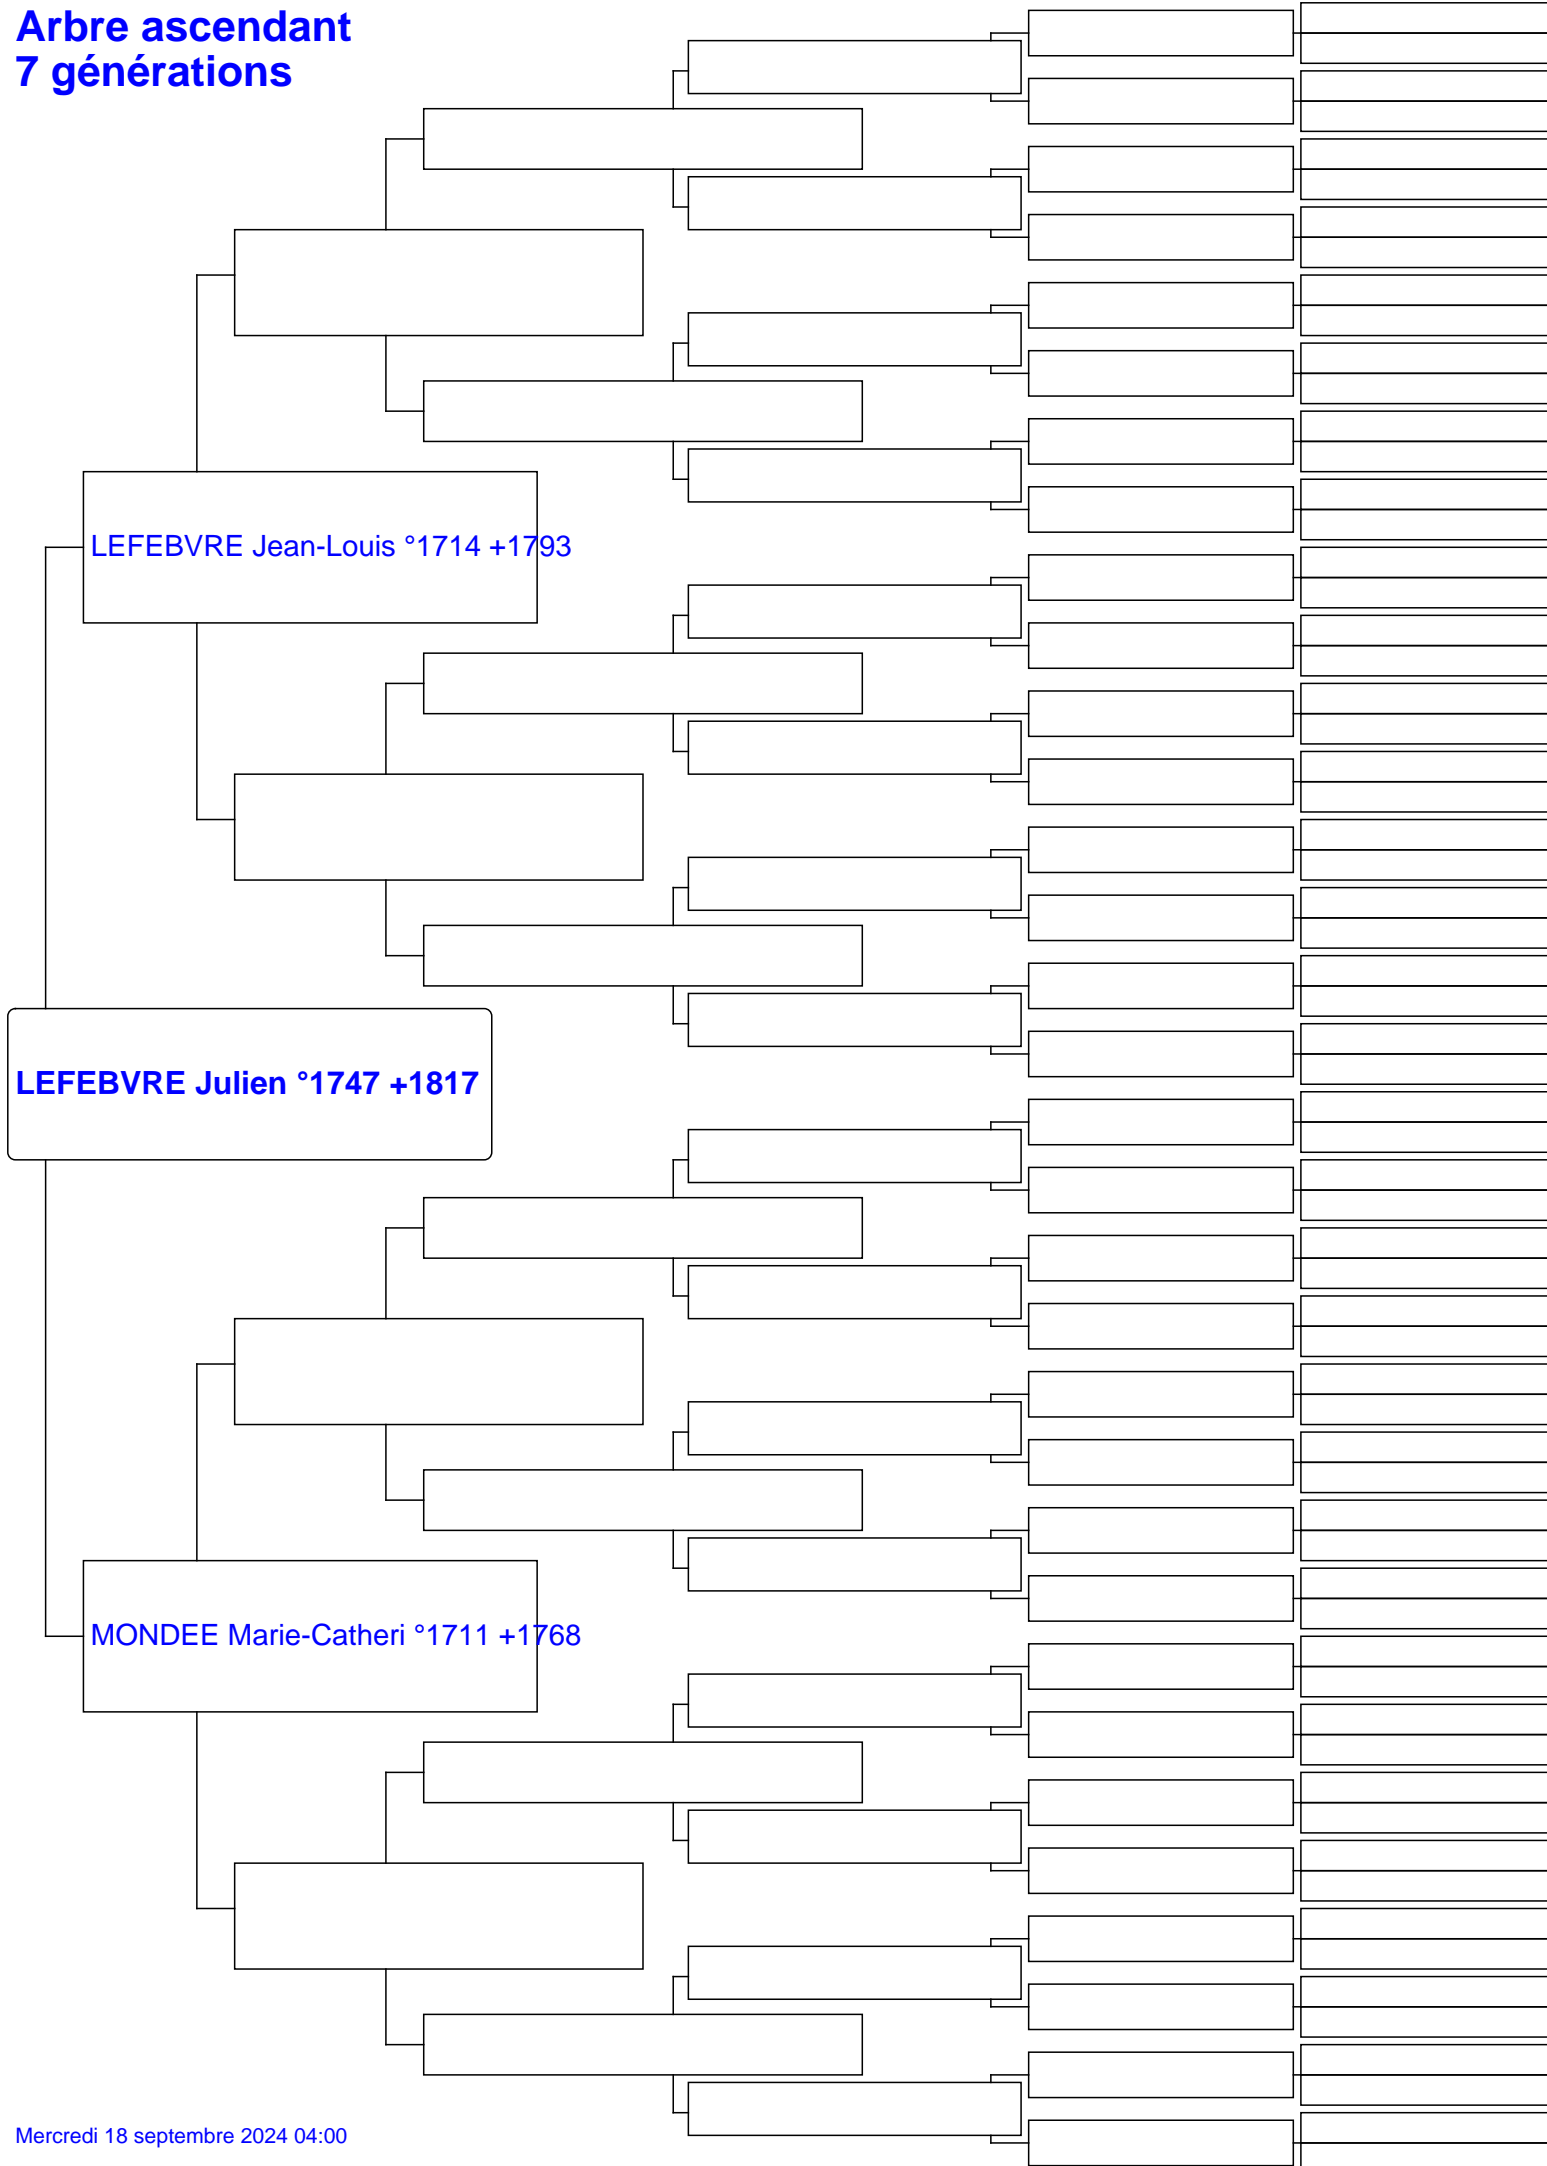 Arbre ascendant
7 générations
LEFEBVRE Jean-Louis °1714 +1793
LEFEBVRE Julien °1747 +1817
MONDEE Marie-Catheri °1711 +1768
Mercredi 18 septembre 2024 04:00